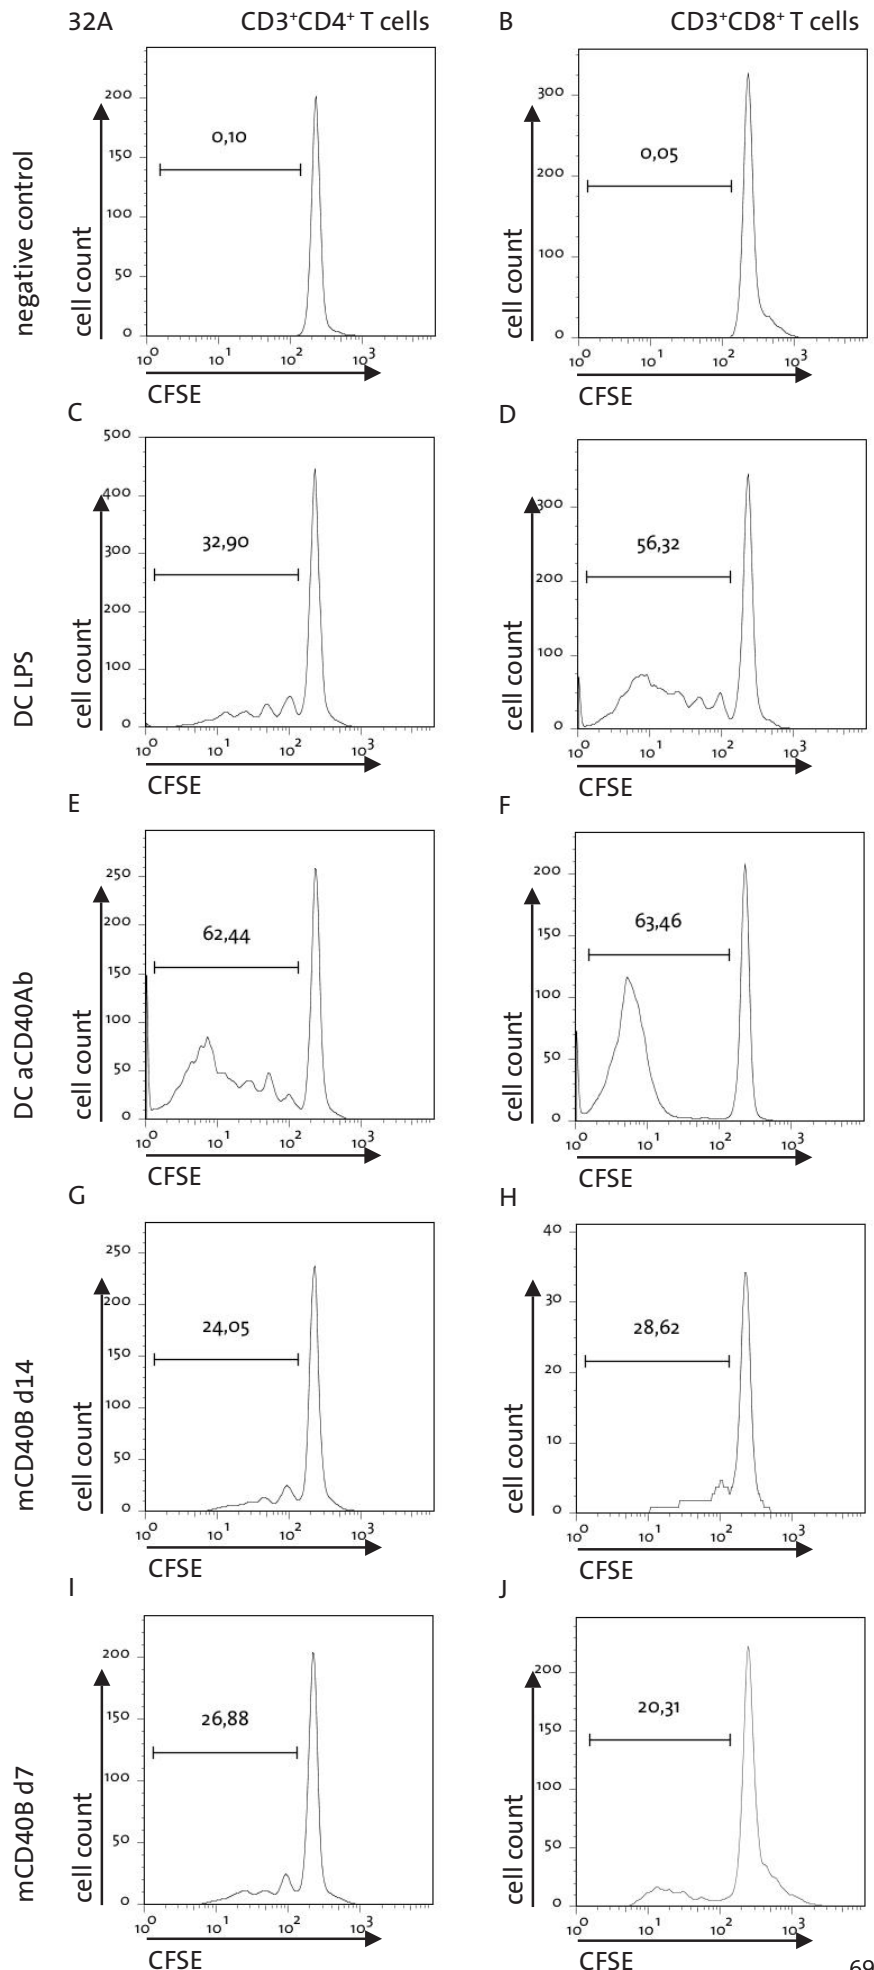 32A CD3⁺CD4⁺ T cells B CD3⁺CD8⁺ T cells
negative control
cell count
200
150
100
50
0
0,10
10⁰ 10¹ 10² 10³
CFSE
cell count
300
200
100
0
0,05
10⁰ 10¹ 10² 10³
CFSE
C
DC LPS
cell count
500
400
300
200
100
0
32,90
10⁰ 10¹ 10² 10³
CFSE
D
cell count
300
200
100
0
56,32
10⁰ 10¹ 10² 10³
CFSE
E
DC aCD40Ab
cell count
250
200
150
100
50
0
62,44
10⁰ 10¹ 10² 10³
CFSE
F
cell count
200
150
100
50
0
63,46
10⁰ 10¹ 10² 10³
CFSE
G
mCD40B d14
cell count
250
200
150
100
50
0
24,05
10⁰ 10¹ 10² 10³
CFSE
H
cell count
40
30
20
10
0
28,62
10⁰ 10¹ 10² 10³
CFSE
I
mCD40B d7
cell count
200
150
100
50
0
26,88
10⁰ 10¹ 10² 10³
CFSE
J
cell count
200
150
100
50
0
20,31
10⁰ 10¹ 10² 10³
CFSE
69